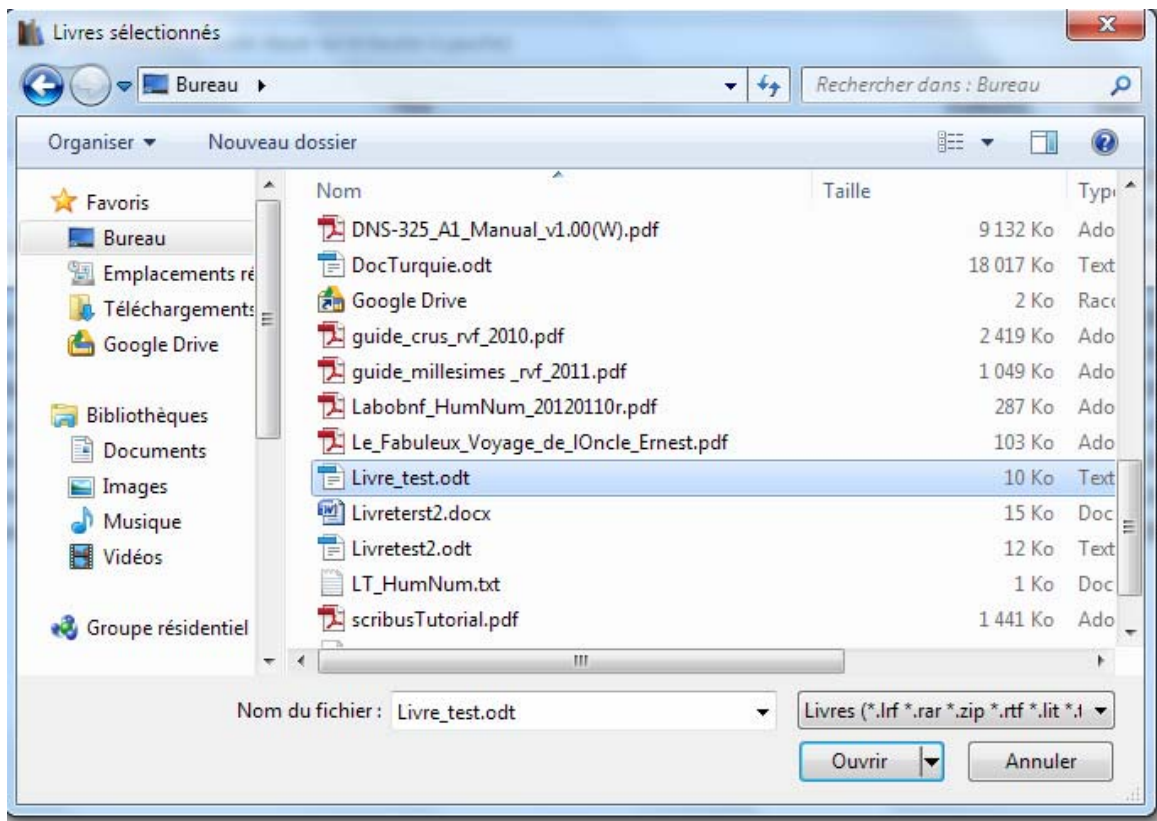 Livres sélectionnés
Bureau
Rechercher dans : Bureau
Organiser
Nouveau dossier
Nom Taille Type
Favoris
Bureau
Emplacements ré
Téléchargements
Google Drive
Bibliothèques
Documents
Images
Musique
Vidéos
Groupe résidentiel
DNS-325_A1_Manual_v1.00(W).pdf 9 132 Ko Ado
DocTurquie.odt 18 017 Ko Text
Google Drive 2 Ko Racc
guide_crus_rvf_2010.pdf 2 419 Ko Ado
guide_millesimes _rvf_2011.pdf 1 049 Ko Ado
Labobnf_HumNum_20120110r.pdf 287 Ko Ado
Le_Fabuleux_Voyage_de_lOncle_Ernest.pdf 103 Ko Ado
Livre_test.odt 10 Ko Text
Livreterst2.docx 15 Ko Doc
Livretest2.odt 12 Ko Text
LT_HumNum.txt 1 Ko Doc
scribusTutorial.pdf 1 441 Ko Ado
Nom du fichier : Livre_test.odt
Livres (*.lrf *.rar *.zip *.rtf *.lit *.t
Ouvrir
Annuler